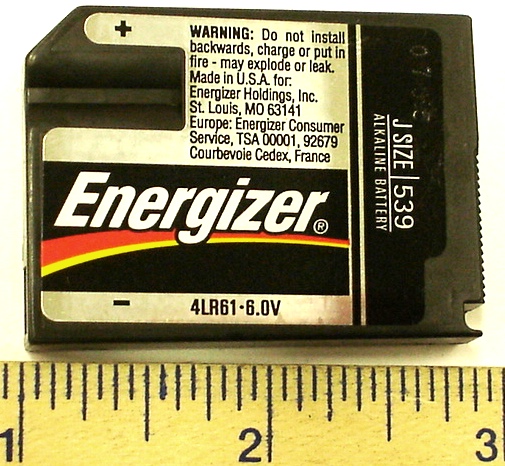 +
WARNING: Do not install
backwards, charge or put in
fire - may explode or leak.
Made in U.S.A. for:
Energizer Holdings, Inc.
St. Louis, MO 63141
Europe: Energizer Consumer
Service, TSA 00001, 92679
Courbevoie Cedex, France
Energizer®
-
4LR61·6.0V
J SIZE 539
ALKALINE BATTERY
1 2 3